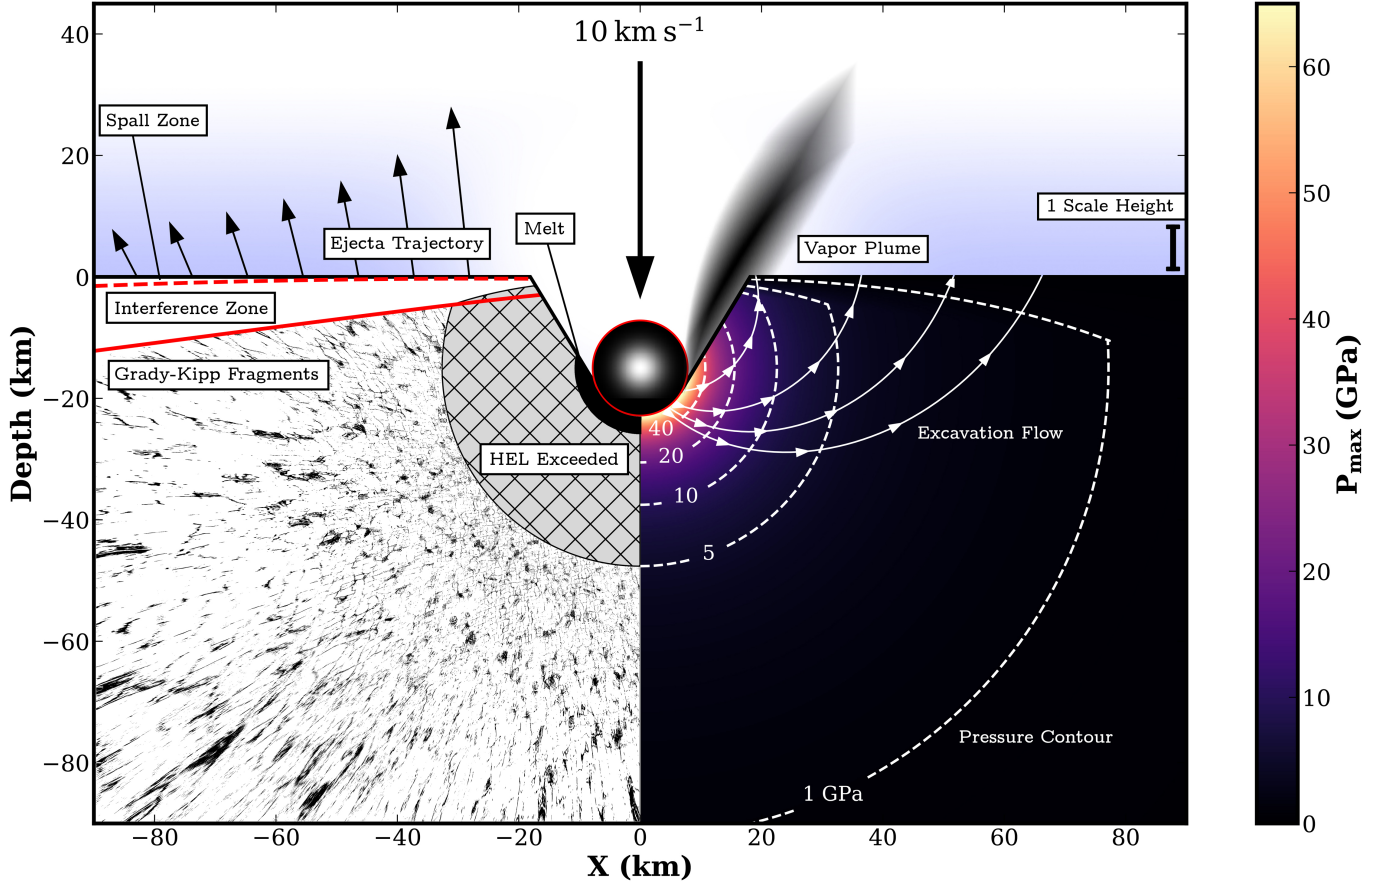 10 km s⁻¹
Spall Zone
Ejecta Trajectory
Melt
1 Scale Height
Vapor Plume
Interference Zone
Grady-Kipp Fragments
HEL Exceeded
Excavation Flow
Pressure Contour
40
20
10
5
1 GPa
40
20
0
−20
−40
−60
−80
Depth (km)
−80
−60
−40
−20
0
20
40
60
80
X (km)
60
50
40
30
20
10
0
P_max (GPa)